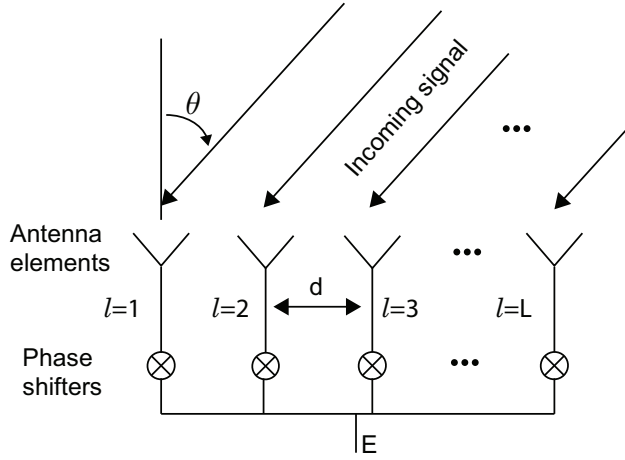 θ
Incoming signal
...
Antenna
elements
...
d
l=1
l=2
l=3
l=L
Phase
shifters
...
E